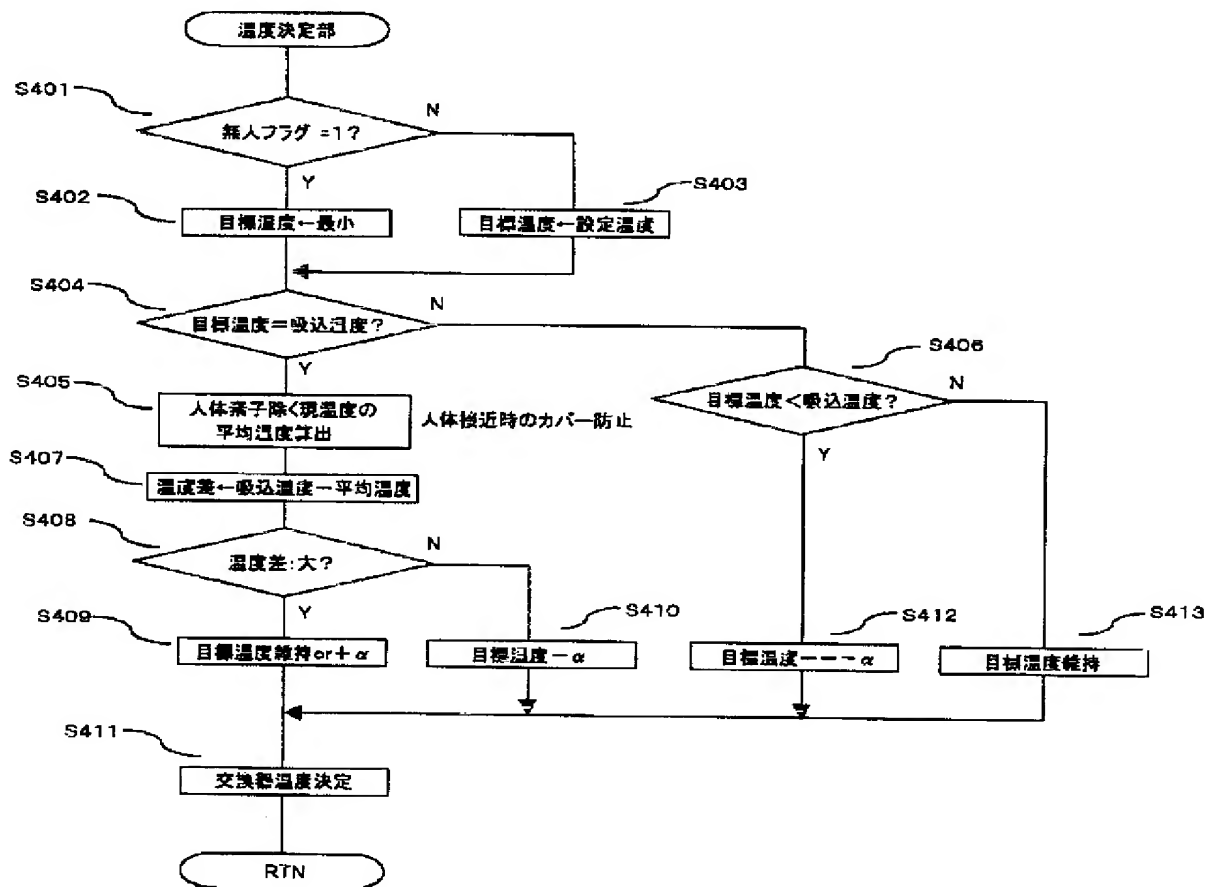 温度決定部
S401
無人フラグ =1?
N
Y
S402
目標温度←最小
S403
目標温度←設定温度
S404
目標温度=吸込温度?
N
Y
S405
人体素子除く現温度の
平均温度算出
人体接近時のカバー防止
S406
目標温度<吸込温度?
N
Y
S407
温度差←吸込温度-平均温度
S408
温度差:大?
N
Y
S409
目標温度維持or+α
S410
目標温度-α
S412
目標温度---α
S413
目標温度維持
S411
交換器温度決定
RTN